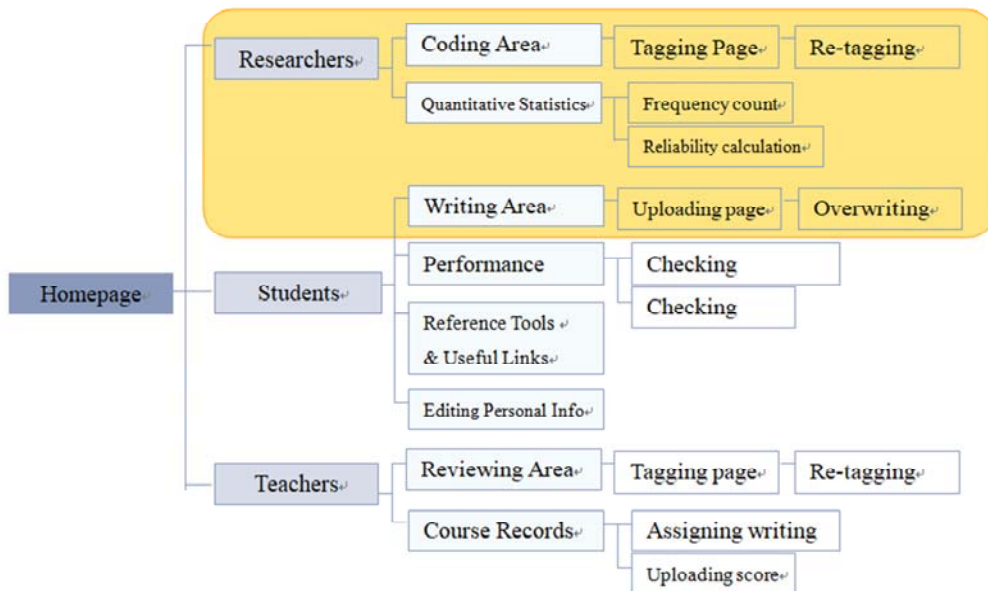 Researchers
Coding Area
Tagging Page
Re-tagging
Quantitative Statistics
Frequency count
Reliability calculation
Writing Area
Uploading page
Overwriting
Homepage
Students
Performance
Checking
Checking
Reference Tools
& Useful Links
Editing Personal Info
Teachers
Reviewing Area
Tagging page
Re-tagging
Course Records
Assigning writing
Uploading score